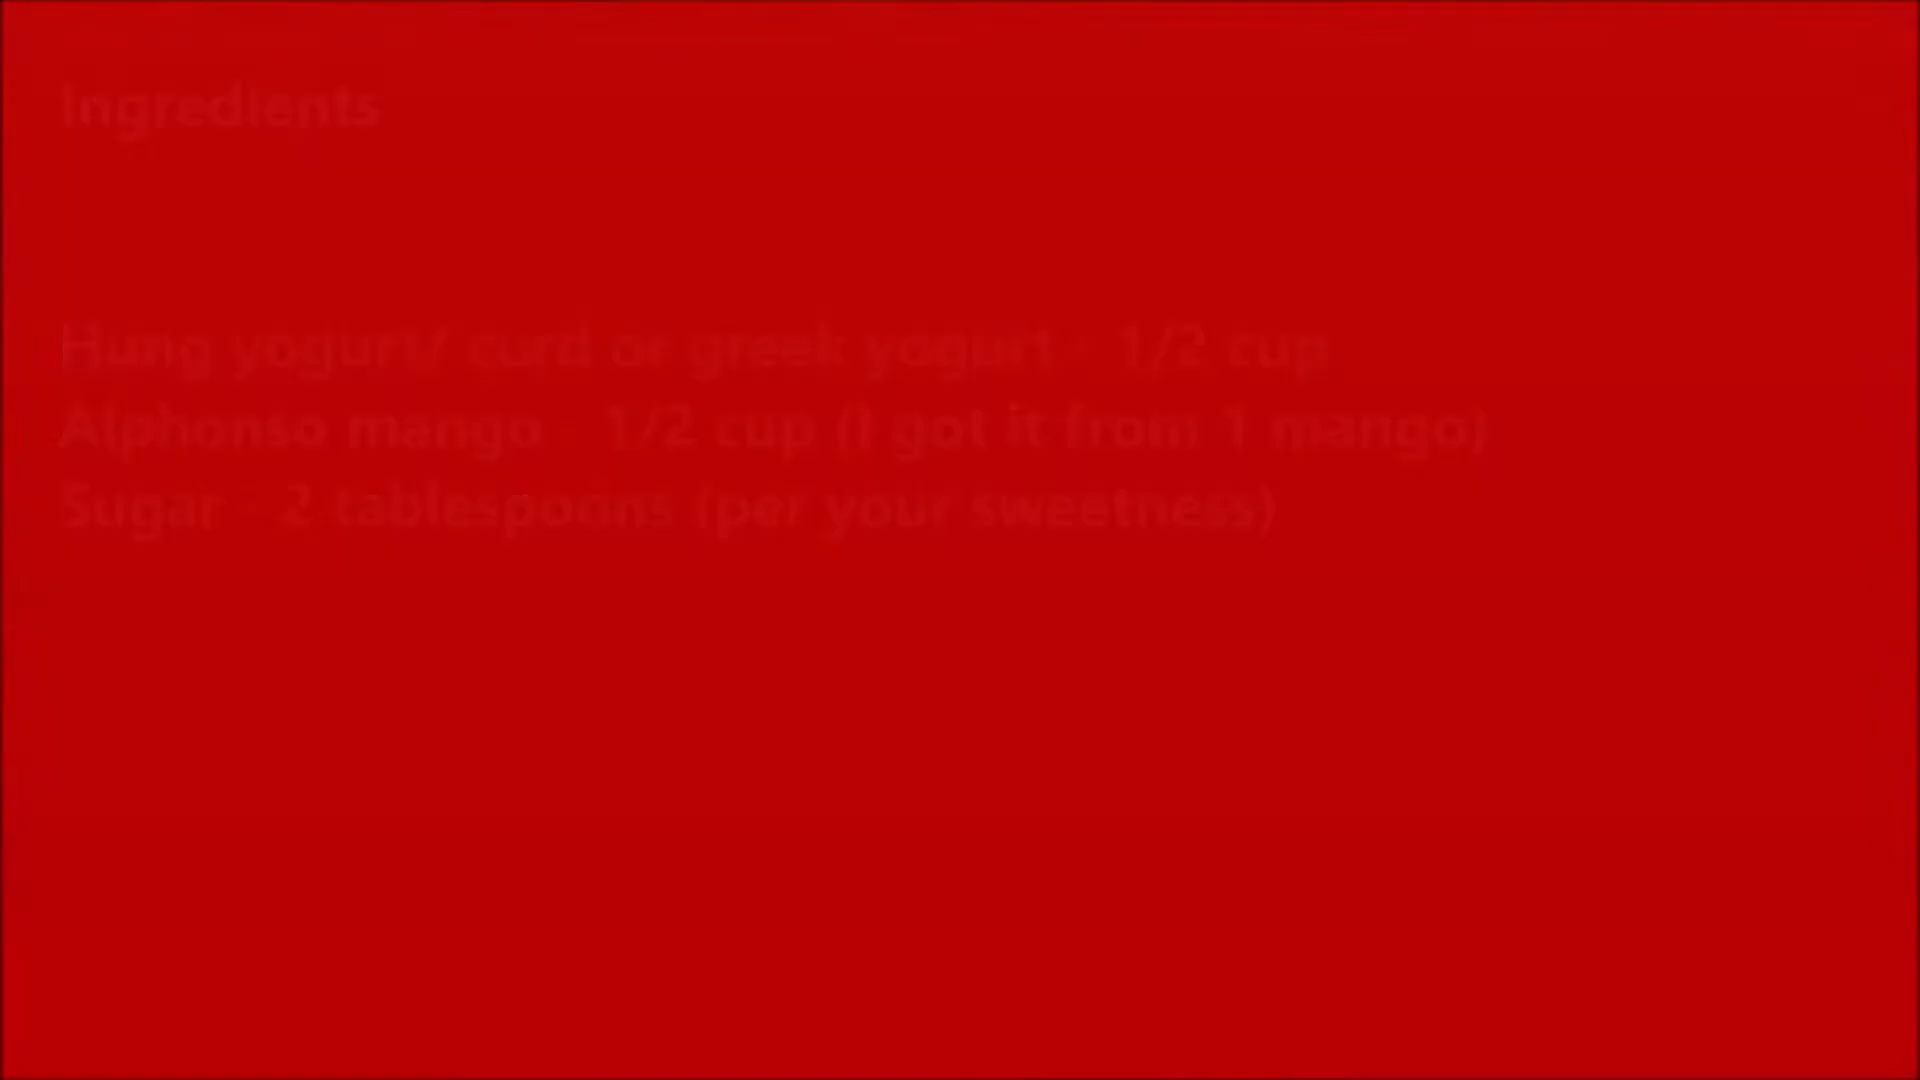 Ingredients
Hung yogurt/ curd or greek yogurt - 1/2 cup
Alphonso mango - 1/2 cup (I got it from 1 mango)
Sugar - 2 tablespoons (per your sweetness)